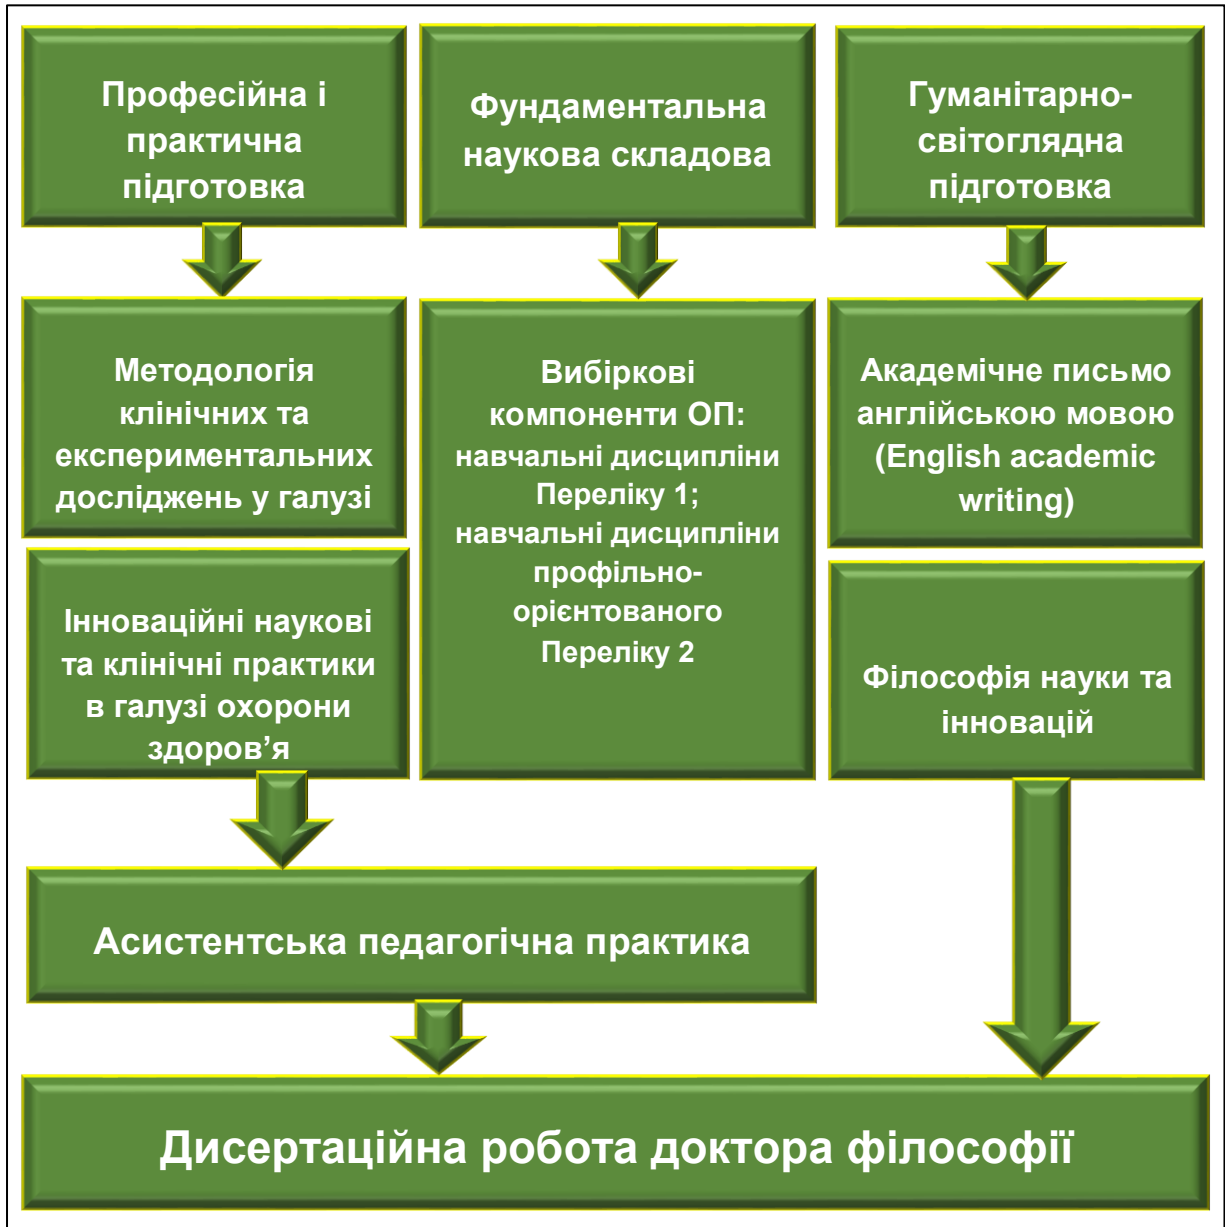 Професійна і
практична
підготовка
Фундаментальна
наукова складова
Гуманітарно-
світоглядна
підготовка
Методологія
клінічних та
експериментальних
досліджень у галузі
Інноваційні наукові
та клінічні практики
в галузі охорони
здоров’я
Вибіркові
компоненти ОП:
навчальні дисципліни
Переліку 1;
навчальні дисципліни
профільно-
орієнтованого
Переліку 2
Академічне письмо
англійською мовою
(English academic
writing)
Філософія науки та
інновацій
Асистентська педагогічна практика
Дисертаційна робота доктора філософії